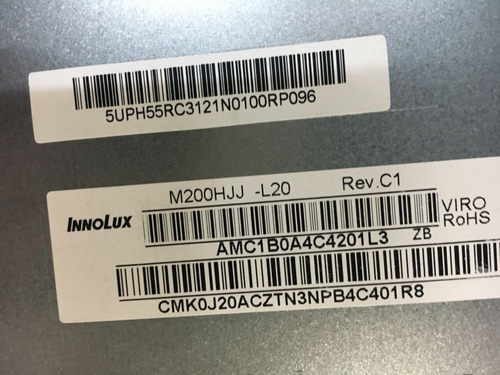 5UPH55RC3121N0100RP096
M200HJJ -L20 Rev.C1
INNOLUX
VIRO
RoHS
AMC1B0A4C4201L3 ZB
CMK0J20ACZTN3NPB4C401R8